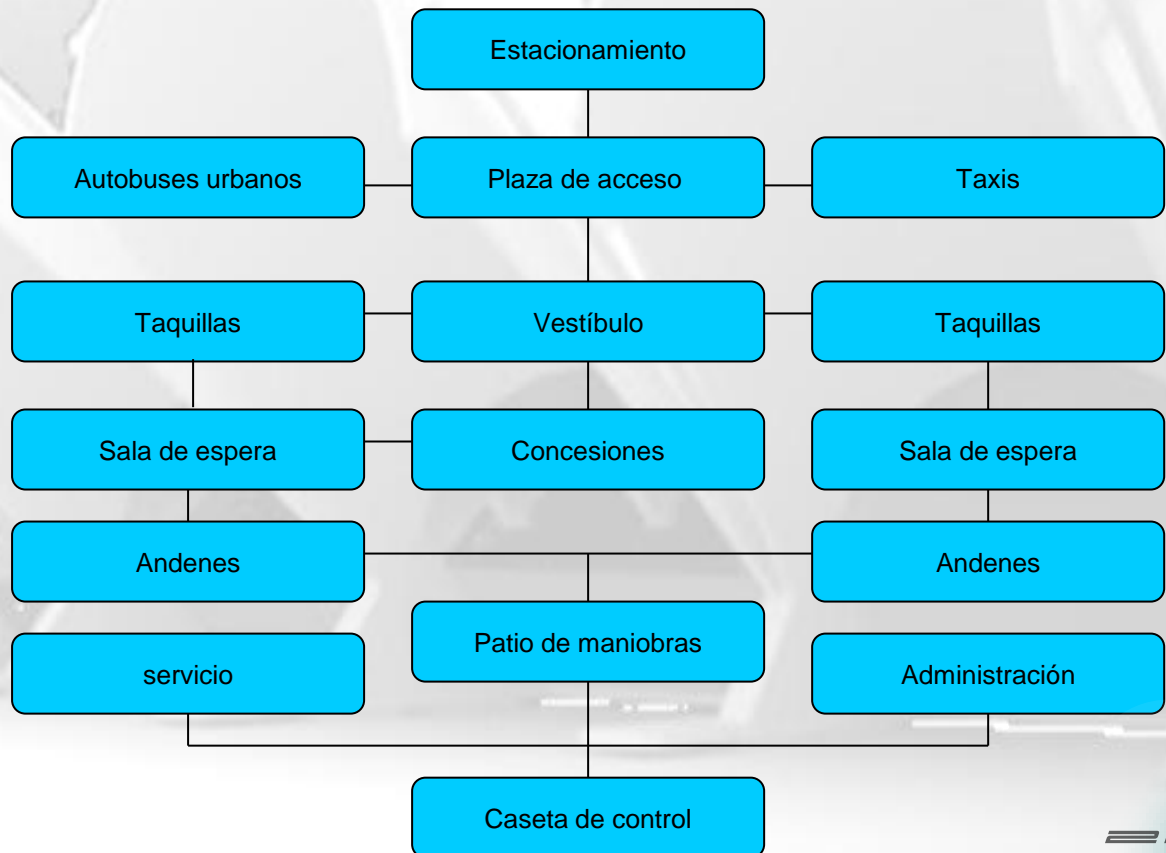 Estacionamiento
Autobuses urbanos
Plaza de acceso
Taxis
Taquillas
Vestíbulo
Taquillas
Sala de espera
Concesiones
Sala de espera
Andenes
Andenes
Patio de maniobras
servicio
Administración
Caseta de control